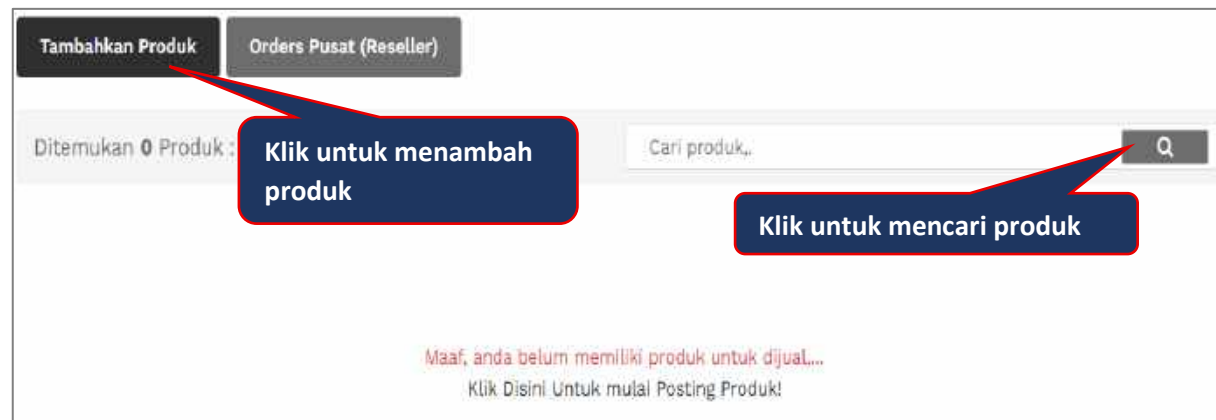 Tambahkan Produk
Orders Pusat (Reseller)
Ditemukan 0 Produk :
Klik untuk menambah
produk
Cari produk,.
Klik untuk mencari produk
Maaf, anda belum memiliki produk untuk dijual,...
Klik Disini Untuk mulai Posting Produk!